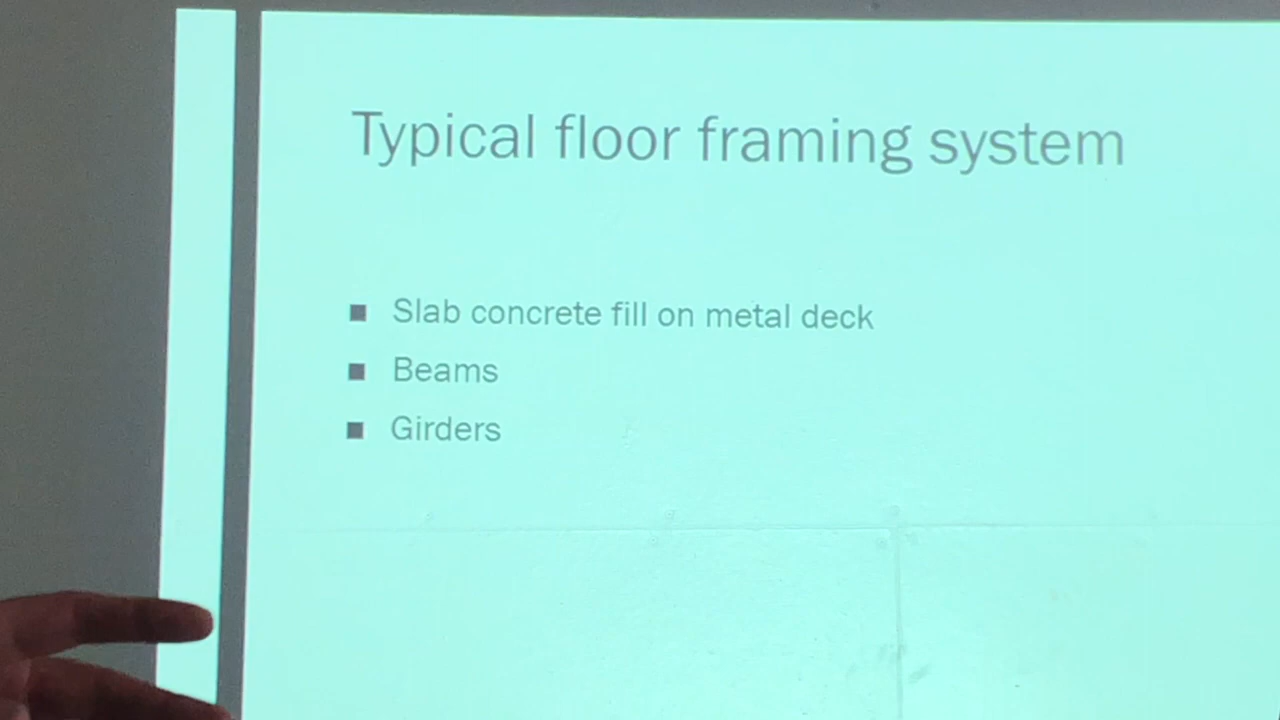 Typical floor framing system
■ Slab concrete fill on metal deck
■ Beams
■ Girders